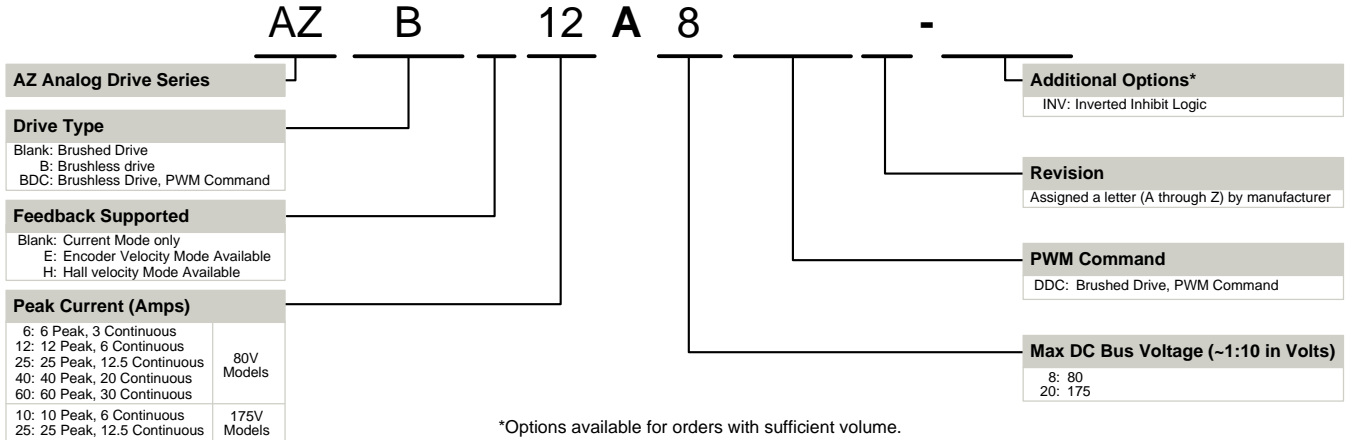 AZ B 12 A 8 -
AZ Analog Drive Series
Drive Type
Blank: Brushed Drive
B: Brushless drive
BDC: Brushless Drive, PWM Command
Feedback Supported
Blank: Current Mode only
E: Encoder Velocity Mode Available
H: Hall velocity Mode Available
Peak Current (Amps)
6: 6 Peak, 3 Continuous
12: 12 Peak, 6 Continuous
25: 25 Peak, 12.5 Continuous
40: 40 Peak, 20 Continuous
60: 60 Peak, 30 Continuous
80V
Models
10: 10 Peak, 6 Continuous
25: 25 Peak, 12.5 Continuous
175V
Models
Additional Options*
INV: Inverted Inhibit Logic
Revision
Assigned a letter (A through Z) by manufacturer
PWM Command
DDC: Brushed Drive, PWM Command
Max DC Bus Voltage (~1:10 in Volts)
8: 80
20: 175
*Options available for orders with sufficient volume.